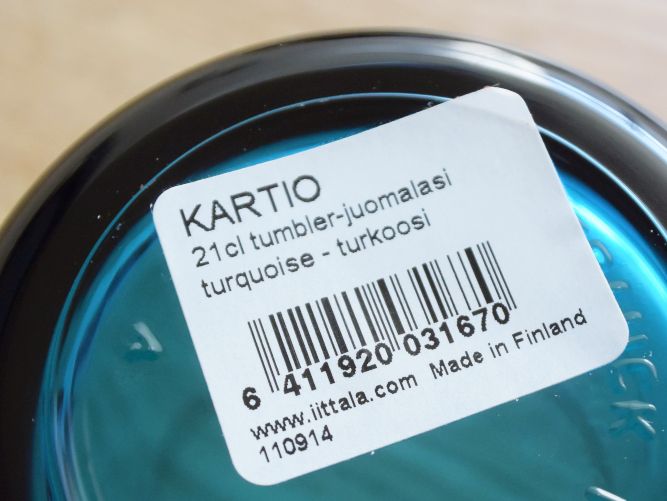 KARTIO
21cl tumbler-juomalasi
turquoise - turkoosi
6 411920 031670
www.iittala.com Made in Finland
110914